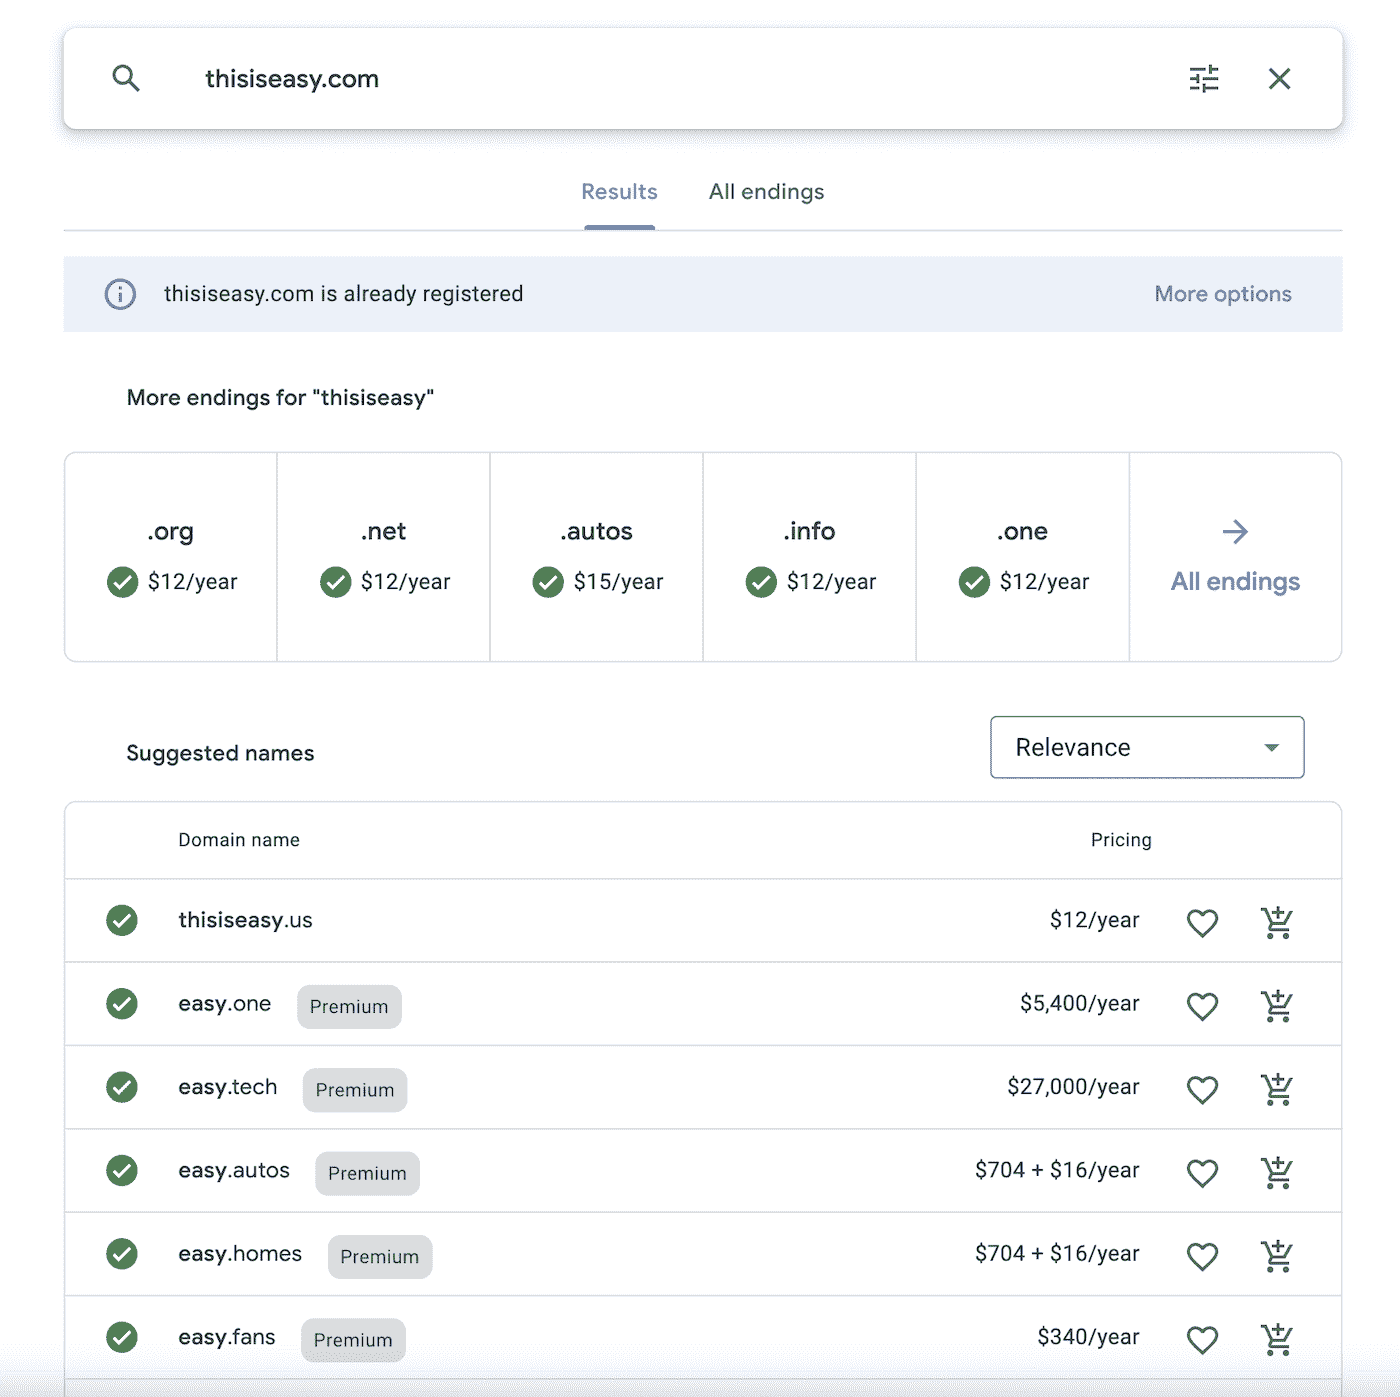 thisiseasy.com
Results All endings
thisiseasy.com is already registered More options
More endings for "thisiseasy"
.org .net .autos .info .one
$12/year $12/year $15/year $12/year $12/year All endings
Suggested names Relevance
Domain name Pricing
thisiseasy.us $12/year
easy.one Premium $5,400/year
easy.tech Premium $27,000/year
easy.autos Premium $704 + $16/year
easy.homes Premium $704 + $16/year
easy.fans Premium $340/year